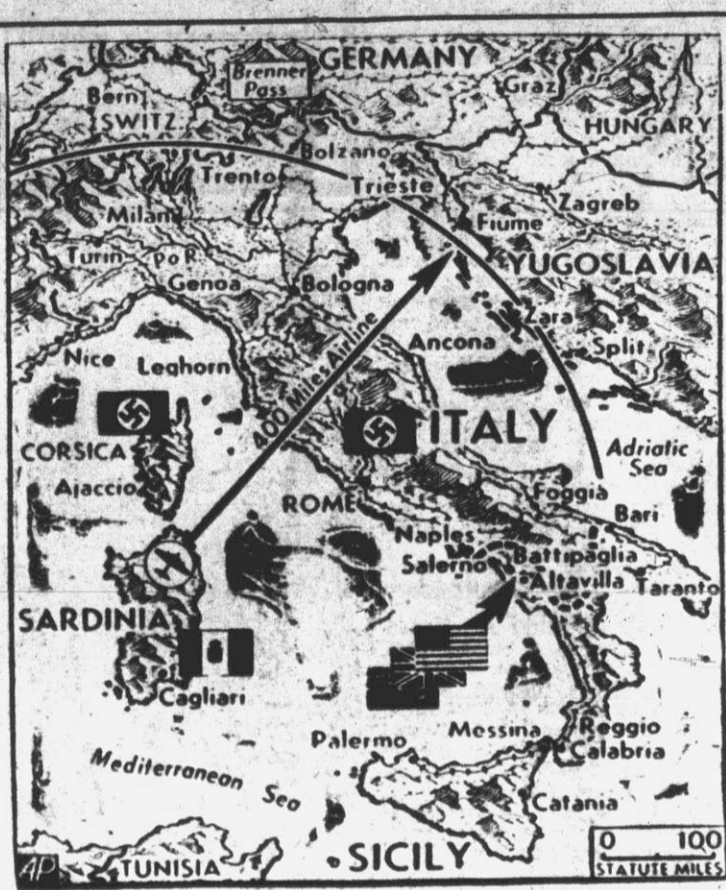 GERMANY
Brenner
Pass
Graz
Bern
SWITZ.
HUNGARY
Bolzano
Trento
Trieste
Zagreb
Milan
Fiume
Turin
Po R.
YUGOSLAVIA
Genoa
Bologna
Zara
Ancona
Split
Nice
Leghorn
400 Miles Airline
ITALY
CORSICA
Adriatic
Sea
Ajaccio
ROME
Foggia
Bari
Naples
Salerno
Battipaglia
Altavilla
Taranto
SARDINIA
Cagliari
Messina
Reggio
Calabria
Palermo
Mediterranean Sea
Catania
0 100
STATUTE MILES
AP
TUNISIA
SICILY